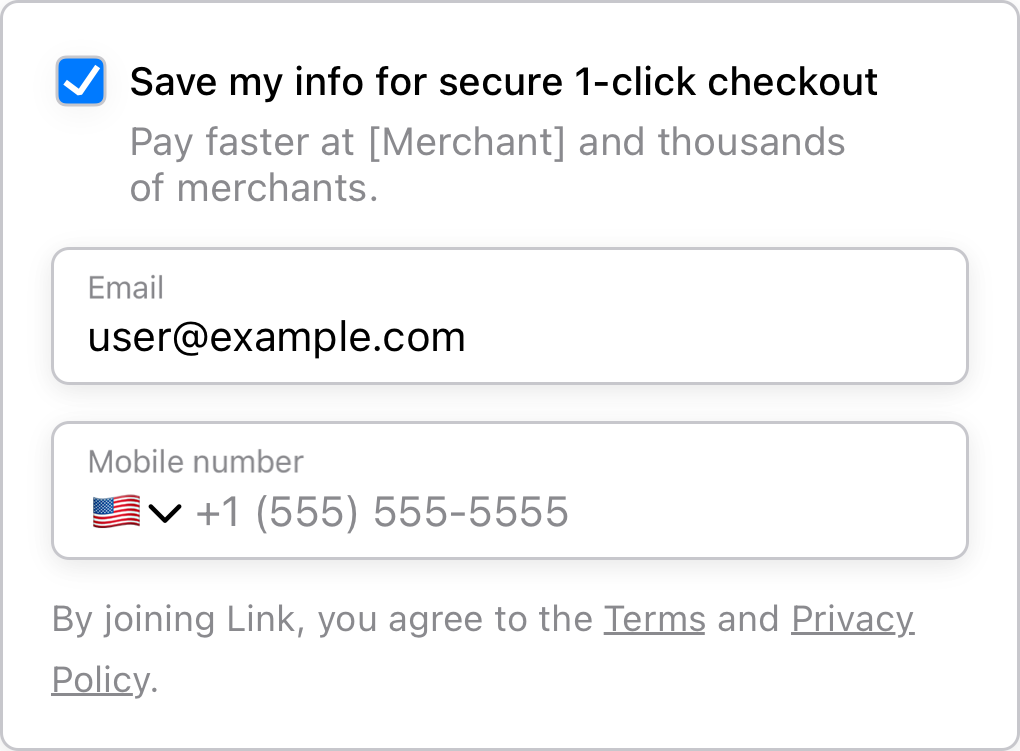 Save my info for secure 1-click checkout
Pay faster at [Merchant] and thousands
of merchants.
Email
user@example.com
Mobile number
+1 (555) 555-5555
By joining Link, you agree to the Terms and Privacy
Policy.